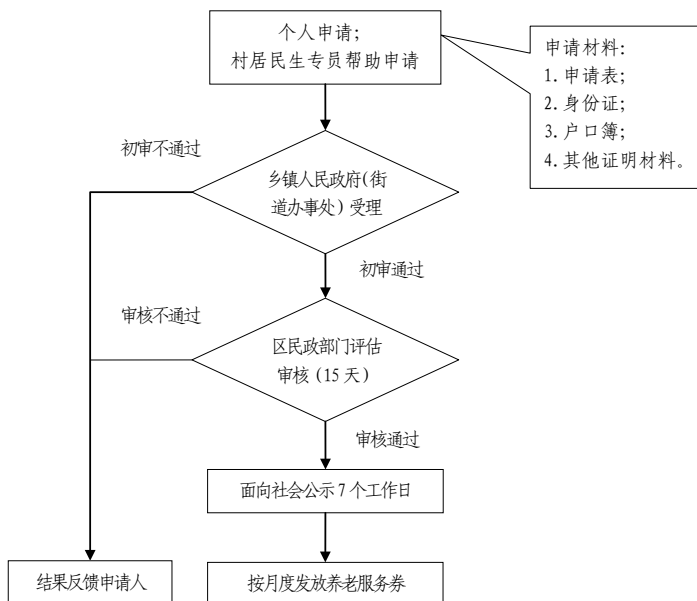 个人申请；
村居民生专员帮助申请
申请材料：
1.申请表；
2.身份证；
3.户口簿；
4.其他证明材料。
初审不通过
乡镇人民政府(街
道办事处)受理
初审通过
审核不通过
区民政部门评估
审核(15天)
审核通过
面向社会公示7个工作日
结果反馈申请人
按月度发放养老服务券